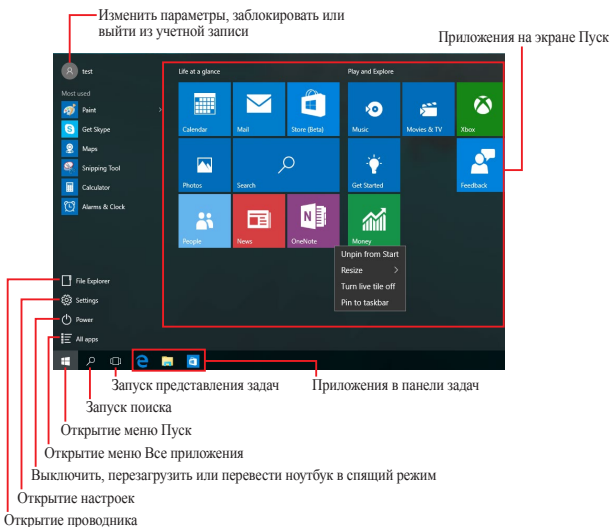 Изменить параметры, заблокировать или
выйти из учетной записи
Приложения на экране Пуск
test
Life at a glance
Play and Explore
Most used
Paint
Get Skype
Maps
Snipping Tool
Calculator
Alarms & Clock
Calendar
Mail
Store (Beta)
Music
Movies & TV
Xbox
Photos
Search
Get Started
Feedback
People
News
OneNote
Money
Unpin from Start
Resize
Turn live tile off
Pin to taskbar
File Explorer
Settings
Power
All apps
Запуск представления задач
Приложения в панели задач
Запуск поиска
Открытие меню Пуск
Открытие меню Все приложения
Выключить, перезагрузить или перевести ноутбук в спящий режим
Открытие настроек
Открытие проводника